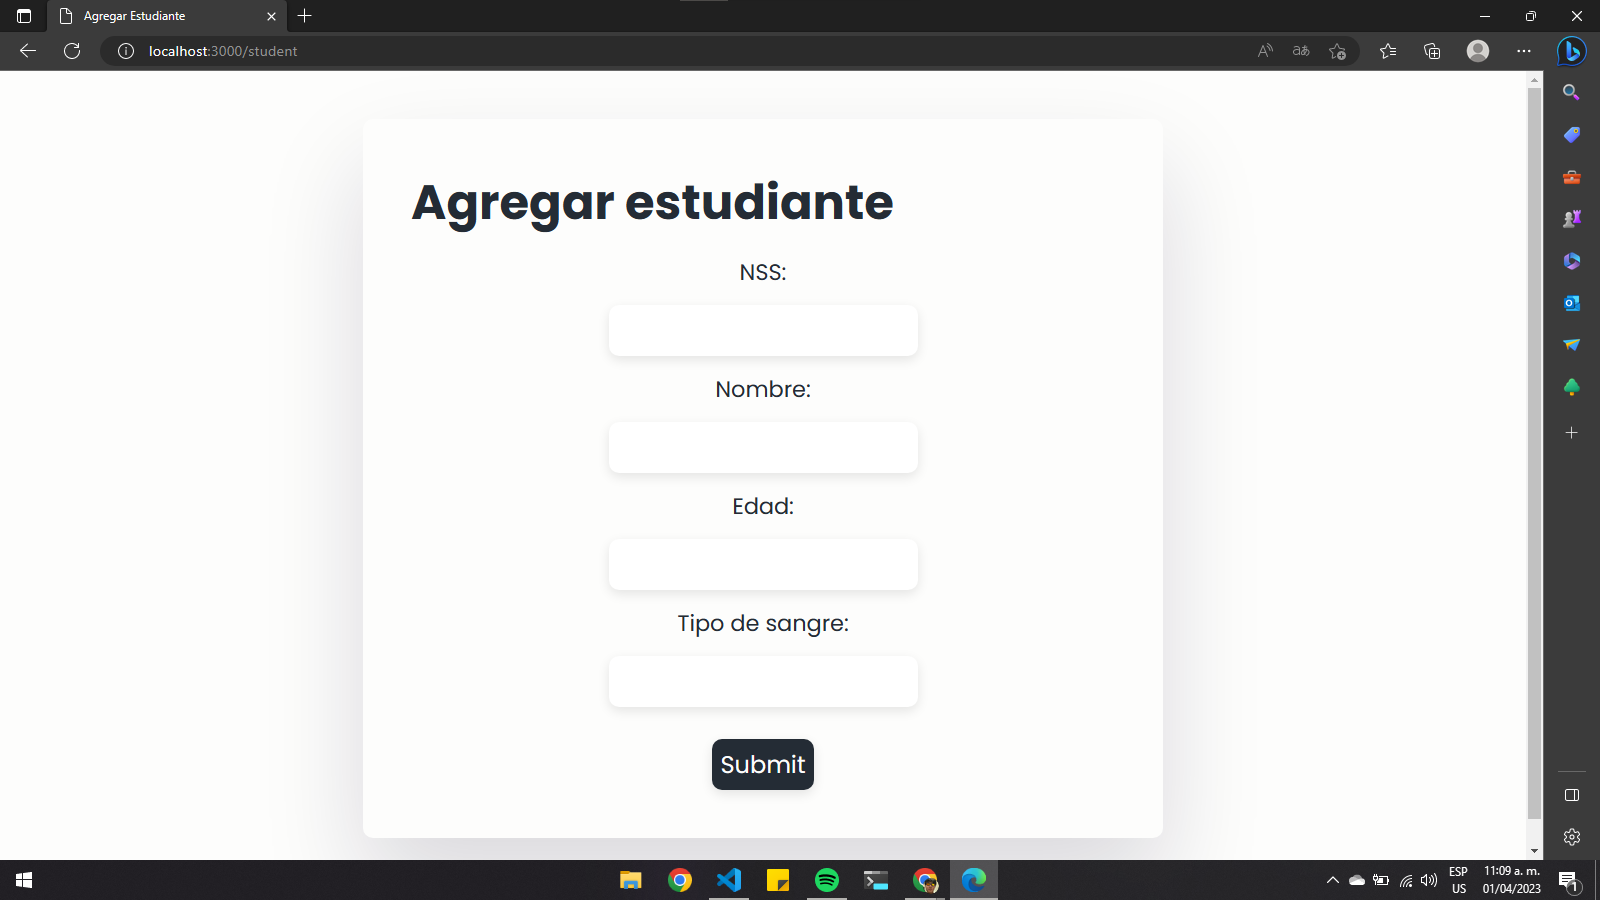 Agregar Estudiante
localhost:3000/student
Agregar estudiante
NSS:
Nombre:
Edad:
Tipo de sangre:
Submit
ESP
US
11:09 a. m.
01/04/2023
1